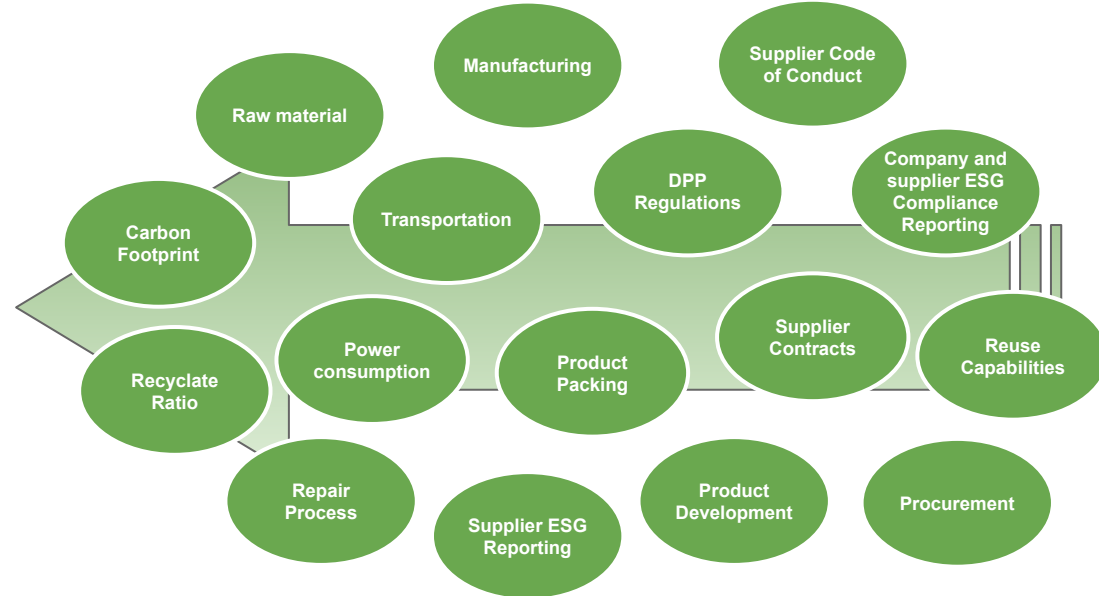 Manufacturing
Supplier Code
of Conduct
Raw material
DPP
Regulations
Company and
supplier ESG
Compliance
Reporting
Transportation
Carbon
Footprint
Supplier
Contracts
Reuse
Capabilities
Power
consumption
Product
Packing
Recyclate
Ratio
Repair
Process
Supplier ESG
Reporting
Product
Development
Procurement